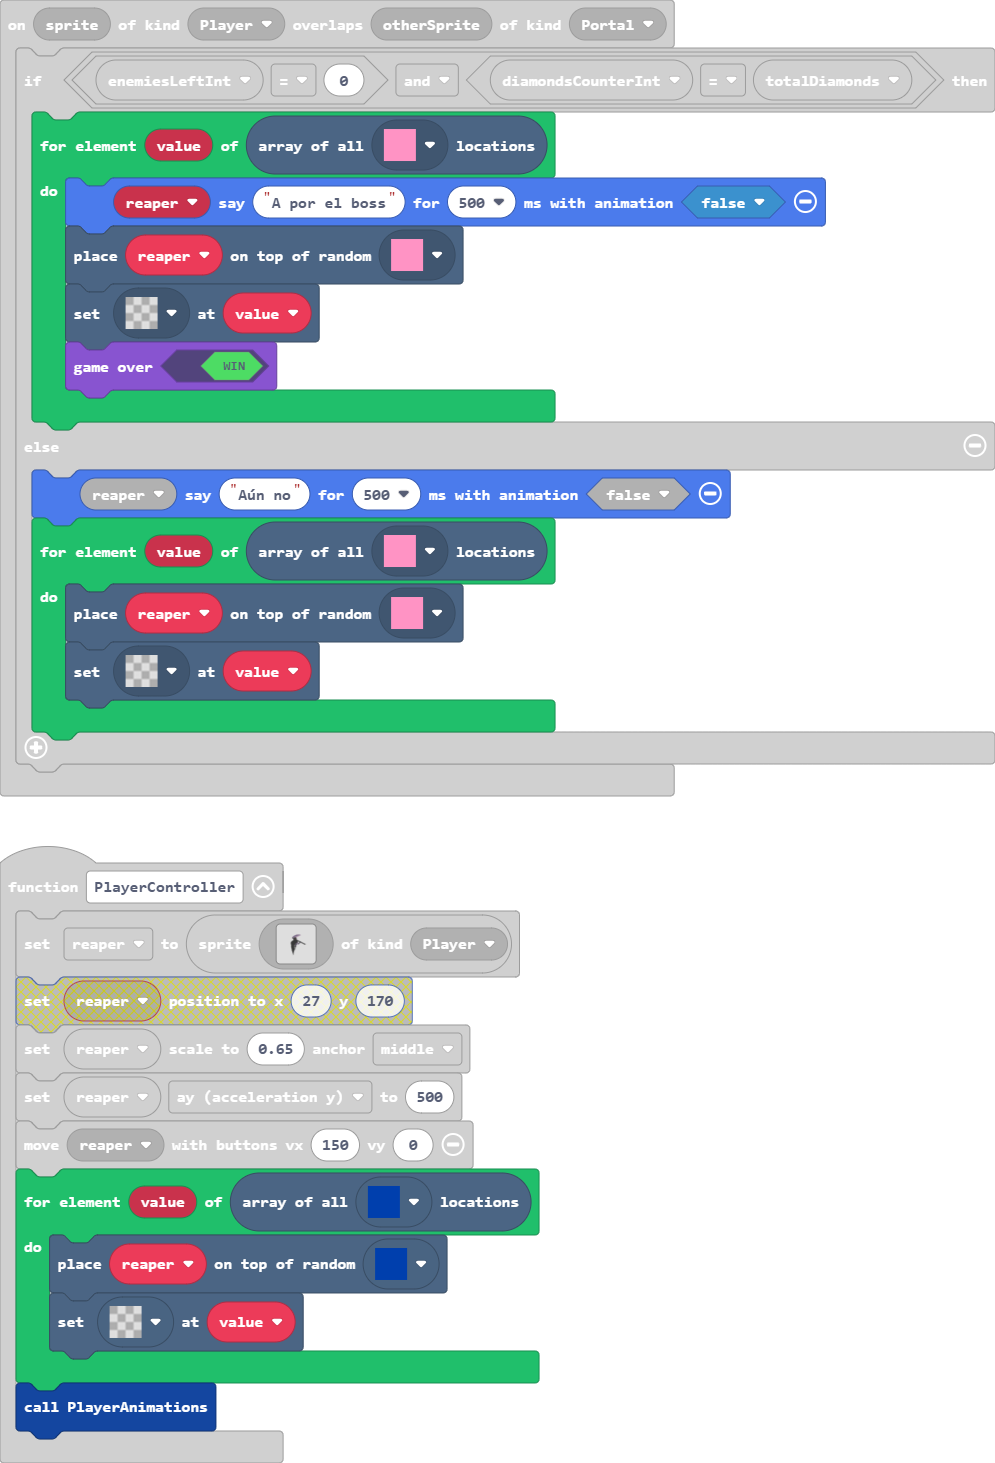 on sprite of kind Player overlaps otherSprite of kind Portal
if enemiesLeftInt = 0 and diamondsCounterInt = totalDiamonds then
for element value of array of all locations
do
reaper say "A por el boss" for 500 ms with animation false
place reaper on top of random
set at value
game over WIN
else
reaper say "Aún no" for 500 ms with animation false
for element value of array of all locations
do
place reaper on top of random
set at value
function PlayerController
set reaper to sprite of kind Player
set reaper position to x 27 y 170
set reaper scale to 0.65 anchor middle
set reaper ay (acceleration y) to 500
move reaper with buttons vx 150 vy 0
for element value of array of all locations
do
place reaper on top of random
set at value
call PlayerAnimations